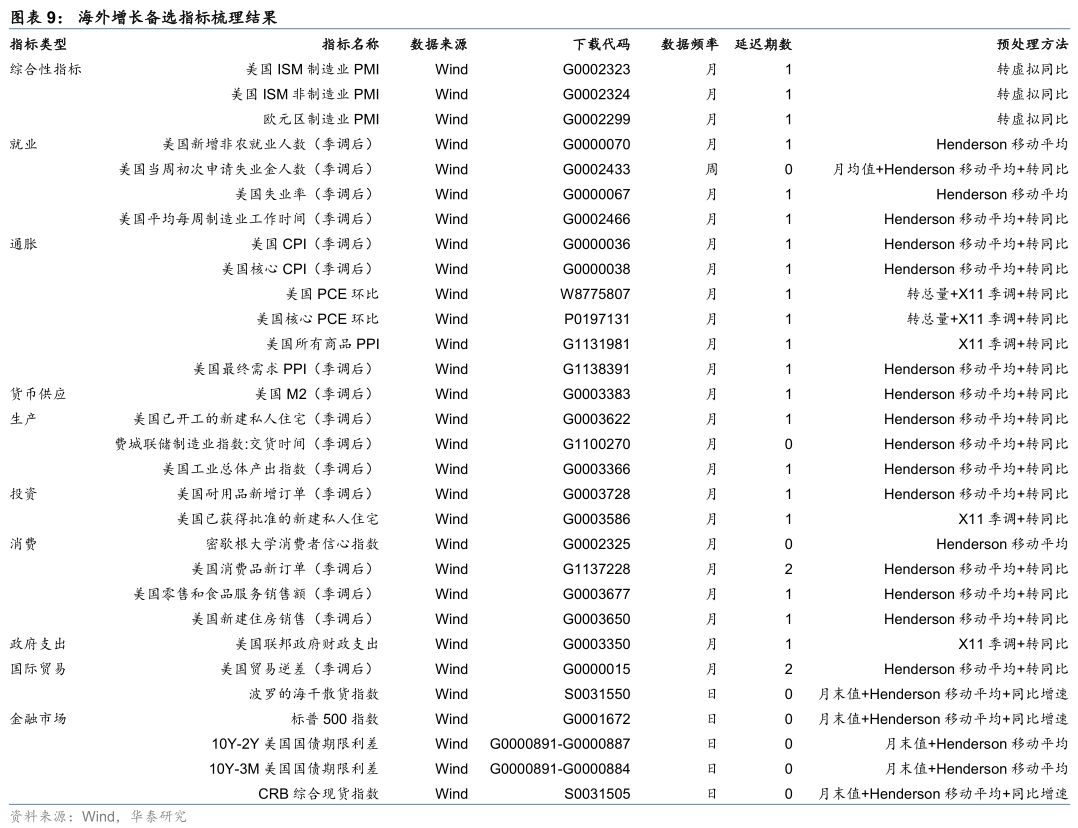 图表 9： 海外增长备选指标梳理结果
指标类型 指标名称 数据来源 下载代码 数据频率 延迟期数 预处理方法
综合性指标 美国 ISM 制造业 PMI Wind G0002323 月 1 转虚拟同比
美国 ISM 非制造业 PMI Wind G0002324 月 1 转虚拟同比
欧元区制造业 PMI Wind G0002299 月 1 转虚拟同比
就业 美国新增非农就业人数（季调后） Wind G0000070 月 1 Henderson 移动平均
美国当周初次申请失业金人数（季调后） Wind G0002433 周 0 月均值+Henderson 移动平均+转同比
美国失业率（季调后） Wind G0000067 月 1 Henderson 移动平均
美国平均每周制造业工作时间（季调后） Wind G0002466 月 1 Henderson 移动平均+转同比
通胀 美国 CPI（季调后） Wind G0000036 月 1 Henderson 移动平均+转同比
美国核心 CPI（季调后） Wind G0000038 月 1 Henderson 移动平均+转同比
美国 PCE 环比 Wind W8775807 月 1 转总量+X11 季调+转同比
美国核心 PCE 环比 Wind P0197131 月 1 转总量+X11 季调+转同比
美国所有商品 PPI Wind G1131981 月 1 X11 季调+转同比
美国最终需求 PPI（季调后） Wind G1138391 月 1 Henderson 移动平均+转同比
货币供应 美国 M2（季调后） Wind G0003383 月 1 Henderson 移动平均+转同比
生产 美国已开工的新建私人住宅（季调后） Wind G0003622 月 1 Henderson 移动平均+转同比
费城联储制造业指数:交货时间（季调后） Wind G1100270 月 0 Henderson 移动平均+转同比
美国工业总体产出指数（季调后） Wind G0003366 月 1 Henderson 移动平均+转同比
投资 美国耐用品新增订单（季调后） Wind G0003728 月 1 Henderson 移动平均+转同比
美国已获得批准的新建私人住宅 Wind G0003586 月 1 X11 季调+转同比
消费 密歇根大学消费者信心指数 Wind G0002325 月 0 Henderson 移动平均
美国消费品新订单（季调后） Wind G1137228 月 2 Henderson 移动平均+转同比
美国零售和食品服务销售额（季调后） Wind G0003677 月 1 Henderson 移动平均+转同比
美国新建住房销售（季调后） Wind G0003650 月 1 Henderson 移动平均+转同比
政府支出 美国联邦政府财政支出 Wind G0003350 月 1 X11 季调+转同比
国际贸易 美国贸易逆差（季调后） Wind G0000015 月 2 Henderson 移动平均+转同比
波罗的海干散货指数 Wind S0031550 日 0 月末值+Henderson 移动平均+同比增速
金融市场 标普 500 指数 Wind G0001672 日 0 月末值+Henderson 移动平均+同比增速
10Y-2Y 美国国债期限利差 Wind G0000891-G0000887 日 0 月末值+Henderson 移动平均
10Y-3M 美国国债期限利差 Wind G0000891-G0000884 日 0 月末值+Henderson 移动平均
CRB 综合现货指数 Wind S0031505 日 0 月末值+Henderson 移动平均+同比增速
资料来源：Wind，华泰研究